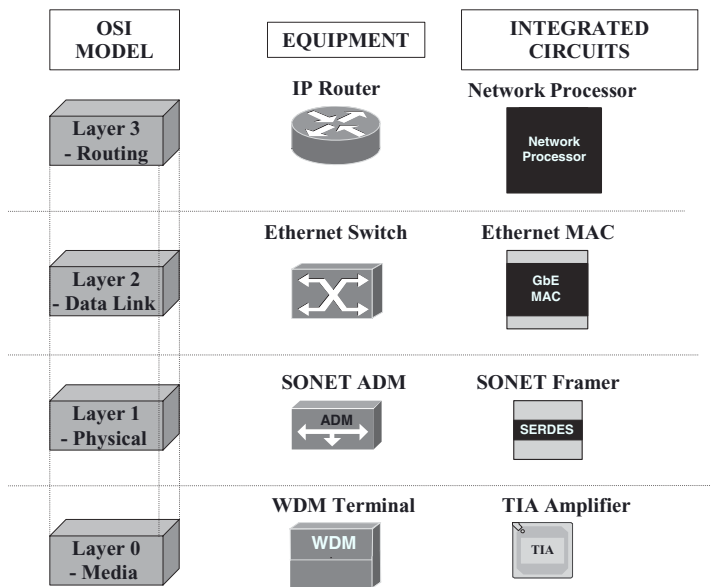 OSI
MODEL
EQUIPMENT
INTEGRATED
CIRCUITS
Layer 3
- Routing
IP Router
Network Processor
Network
Processor
Layer 2
- Data Link
Ethernet Switch
Ethernet MAC
GbE
MAC
Layer 1
- Physical
SONET ADM
ADM
SONET Framer
SERDES
Layer 0
- Media
WDM Terminal
WDM
TIA Amplifier
TIA